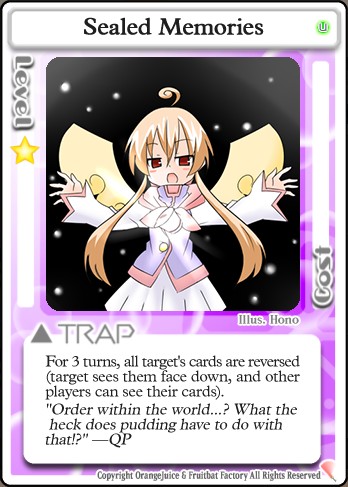 Sealed Memories
U
Level
Cost
Illus. Hono
TRAP
For 3 turns, all target's cards are reversed
(target sees them face down, and other
players can see their cards).
"Order within the world...? What the
heck does pudding have to do with
that!?" —QP
Copyright Orangejuice & Fruitbat Factory All Rights Reserved